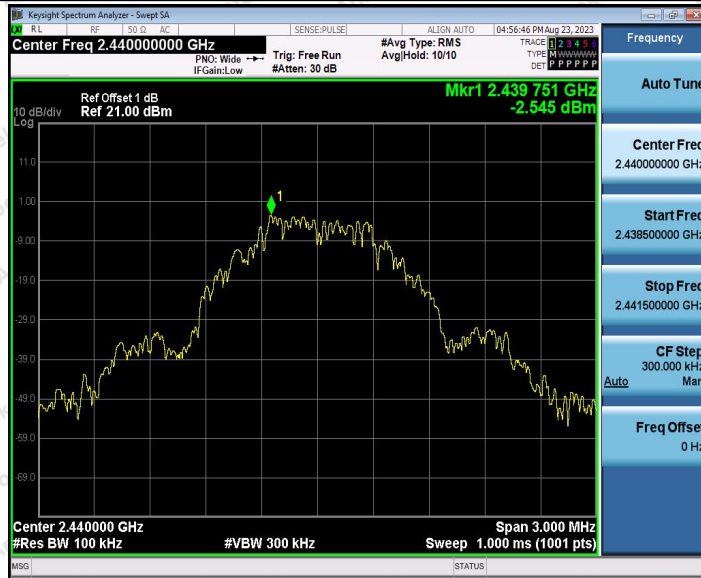 Keysight Spectrum Analyzer - Swept SA
LXI RL RF 50 Ω AC SENSE:PULSE ALIGN AUTO 04:56:46 PM Aug 23, 2023
Center Freq 2.440000000 GHz
PNO: Wide
IFGain:Low
Trig: Free Run
#Atten: 30 dB
#Avg Type: RMS
Avg|Hold: 10/10
TRACE 1 2 3 4 5 6
TYPE M WWWWW
DET P P P P P P
Mkr1 2.439 751 GHz
-2.545 dBm
Ref Offset 1 dB
10 dB/div Ref 21.00 dBm
Log
11.0
1.00
-9.00
-19.0
-29.0
-39.0
-49.0
-59.0
-69.0
1
Center 2.440000 GHz Span 3.000 MHz
#Res BW 100 kHz #VBW 300 kHz Sweep 1.000 ms (1001 pts)
MSG STATUS
Frequency
Auto Tune
Center Freq
2.440000000 GHz
Start Freq
2.438500000 GHz
Stop Freq
2.441500000 GHz
CF Step
300.000 kHz
Auto Man
Freq Offset
0 Hz